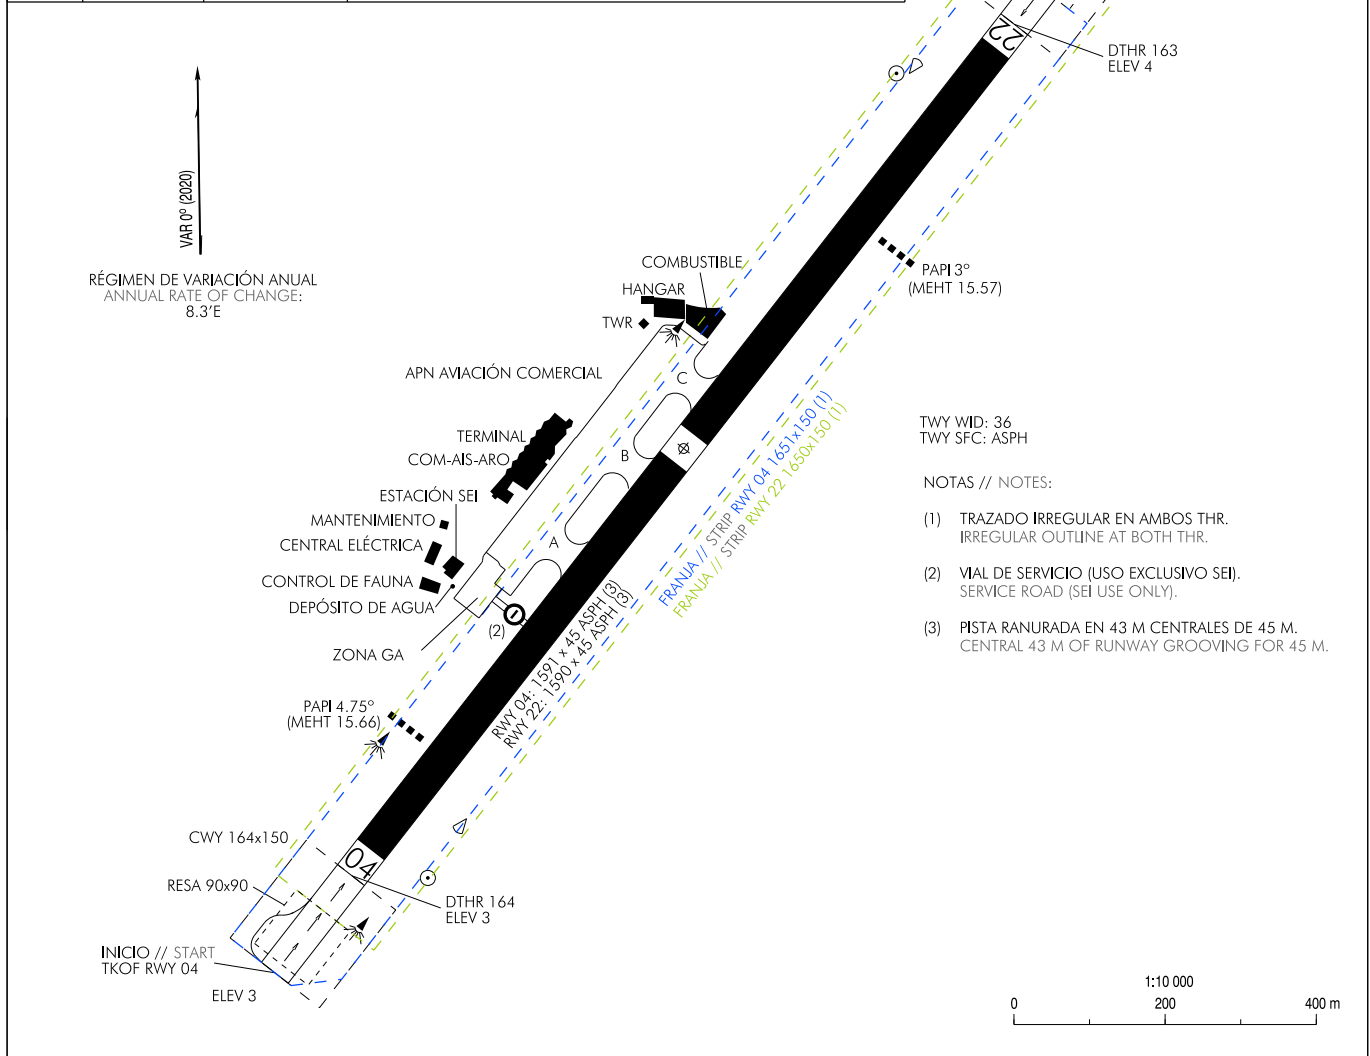 22
DTHR 163
ELEV 4
VAR 0º (2020)
RÉGIMEN DE VARIACIÓN ANUAL
ANNUAL RATE OF CHANGE:
8.3'E
COMBUSTIBLE
HANGAR
TWR
PAPI 3º
(MEHT 15.57)
APN AVIACIÓN COMERCIAL
C
TERMINAL
COM-AIS-ARO
B
ESTACIÓN SEI
MANTENIMIENTO
CENTRAL ELÉCTRICA
A
CONTROL DE FAUNA
DEPÓSITO DE AGUA
(2)
ZONA GA
FRANJA // STRIP RWY 04 1651x150 (1)
FRANJA // STRIP RWY 22 1650x150 (1)
RWY 04: 1591 x 45 ASPH (3)
RWY 22: 1590 x 45 ASPH (3)
TWY WID: 36
TWY SFC: ASPH
NOTAS // NOTES:
(1) TRAZADO IRREGULAR EN AMBOS THR.
IRREGULAR OUTLINE AT BOTH THR.
(2) VIAL DE SERVICIO (USO EXCLUSIVO SEI).
SERVICE ROAD (SEI USE ONLY).
(3) PISTA RANURADA EN 43 M CENTRALES DE 45 M.
CENTRAL 43 M OF RUNWAY GROOVING FOR 45 M.
PAPI 4.75º
(MEHT 15.66)
CWY 164x150
04
RESA 90x90
DTHR 164
ELEV 3
INICIO // START
TKOF RWY 04
ELEV 3
1:10 000
0 200 400 m